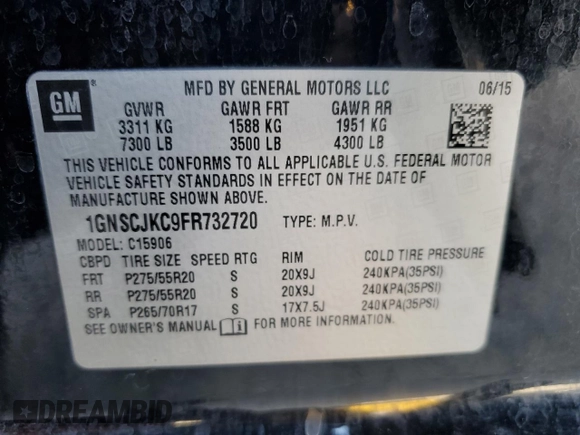 GM
MFD BY GENERAL MOTORS LLC 06/15
GVWR GAWR FRT GAWR RR
3311 KG 1588 KG 1951 KG
7300 LB 3500 LB 4300 LB
THIS VEHICLE CONFORMS TO ALL APPLICABLE U.S. FEDERAL MOTOR
VEHICLE SAFETY STANDARDS IN EFFECT ON THE DATE OF
MANUFACTURE SHOWN ABOVE.
1GNSCJKC9FR732720 TYPE: M.P.V.
MODEL: C15906
CBPD TIRE SIZE SPEED RTG RIM COLD TIRE PRESSURE
FRT P275/55R20 S 20X9J 240KPA(35PSI)
RR P275/55R20 S 20X9J 240KPA(35PSI)
SPA P265/70R17 S 17X7.5J 240KPA(35PSI)
SEE OWNER'S MANUAL FOR MORE INFORMATION.
DREAMBID